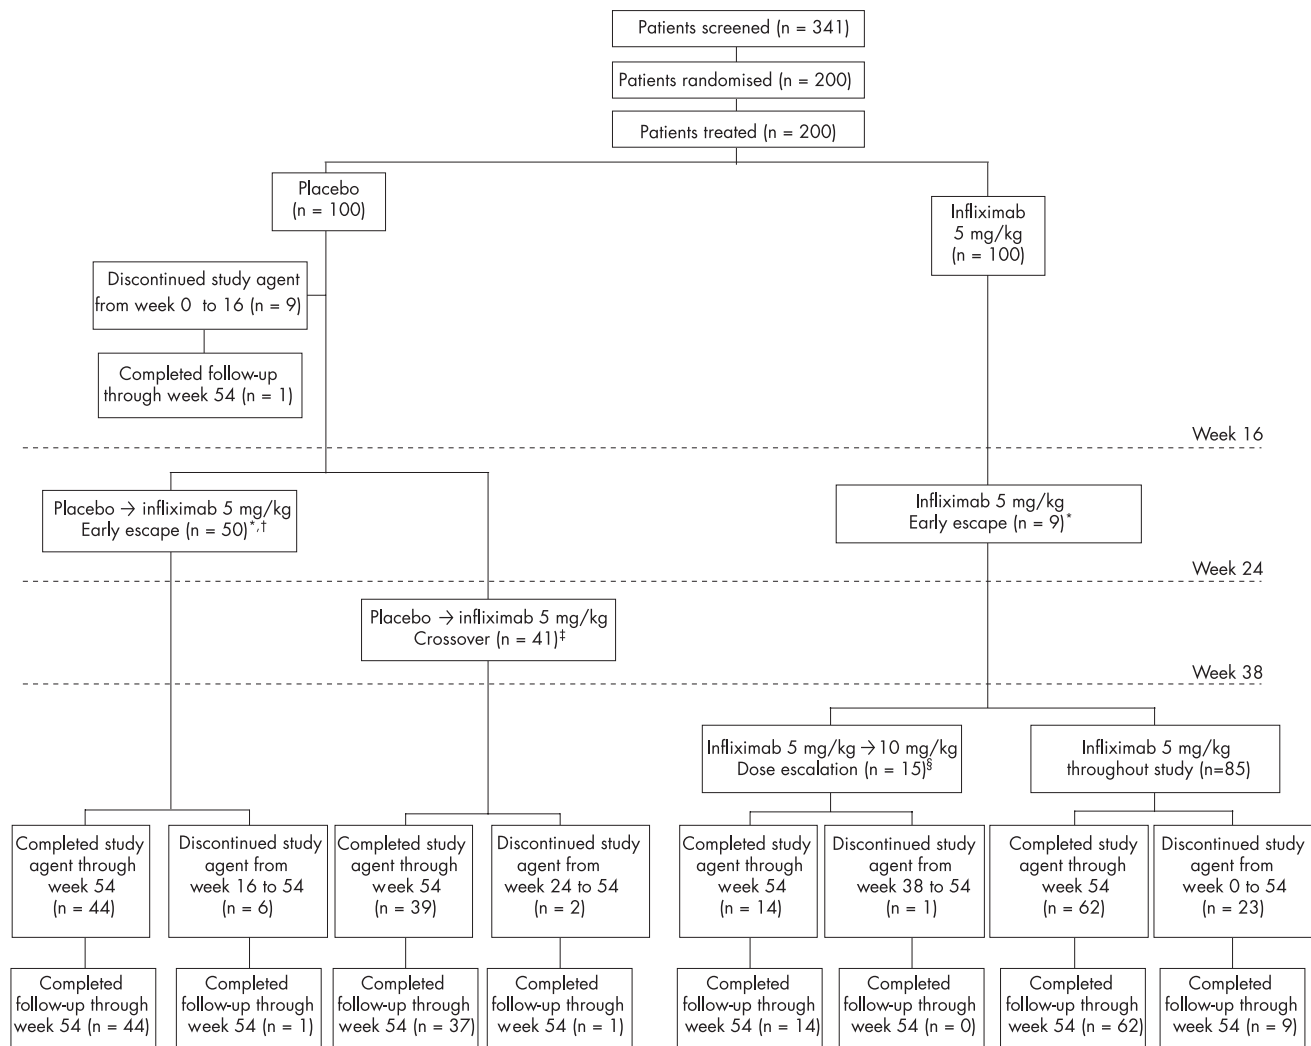 Patients screened (n = 341)
Patients randomised (n = 200)
Patients treated (n = 200)
Placebo
(n = 100)
Infliximab
5 mg/kg
(n = 100)
Discontinued study agent
from week 0 to 16 (n = 9)
Completed follow-up
through week 54 (n = 1)
Week 16
Placebo → infliximab 5 mg/kg
Early escape (n = 50)*,†
Infliximab 5 mg/kg
Early escape (n = 9)*
Week 24
Placebo → infliximab 5 mg/kg
Crossover (n = 41)‡
Week 38
Infliximab 5 mg/kg → 10 mg/kg
Dose escalation (n = 15)§
Infliximab 5 mg/kg
throughout study (n=85)
Completed study
agent through
week 54
(n = 44)
Discontinued study
agent from
week 16 to 54
(n = 6)
Completed study
agent through
week 54
(n = 39)
Discontinued study
agent from
week 24 to 54
(n = 2)
Completed study
agent through
week 54
(n = 14)
Discontinued study
agent from
week 38 to 54
(n = 1)
Completed study
agent through
week 54
(n = 62)
Discontinued study
agent from
week 0 to 54
(n = 23)
Completed
follow-up through
week 54 (n = 44)
Completed
follow-up through
week 54 (n = 1)
Completed
follow-up through
week 54 (n = 37)
Completed
follow-up through
week 54 (n = 1)
Completed
follow-up through
week 54 (n = 14)
Completed
follow-up through
week 54 (n = 0)
Completed
follow-up through
week 54 (n = 62)
Completed
follow-up through
week 54 (n = 9)